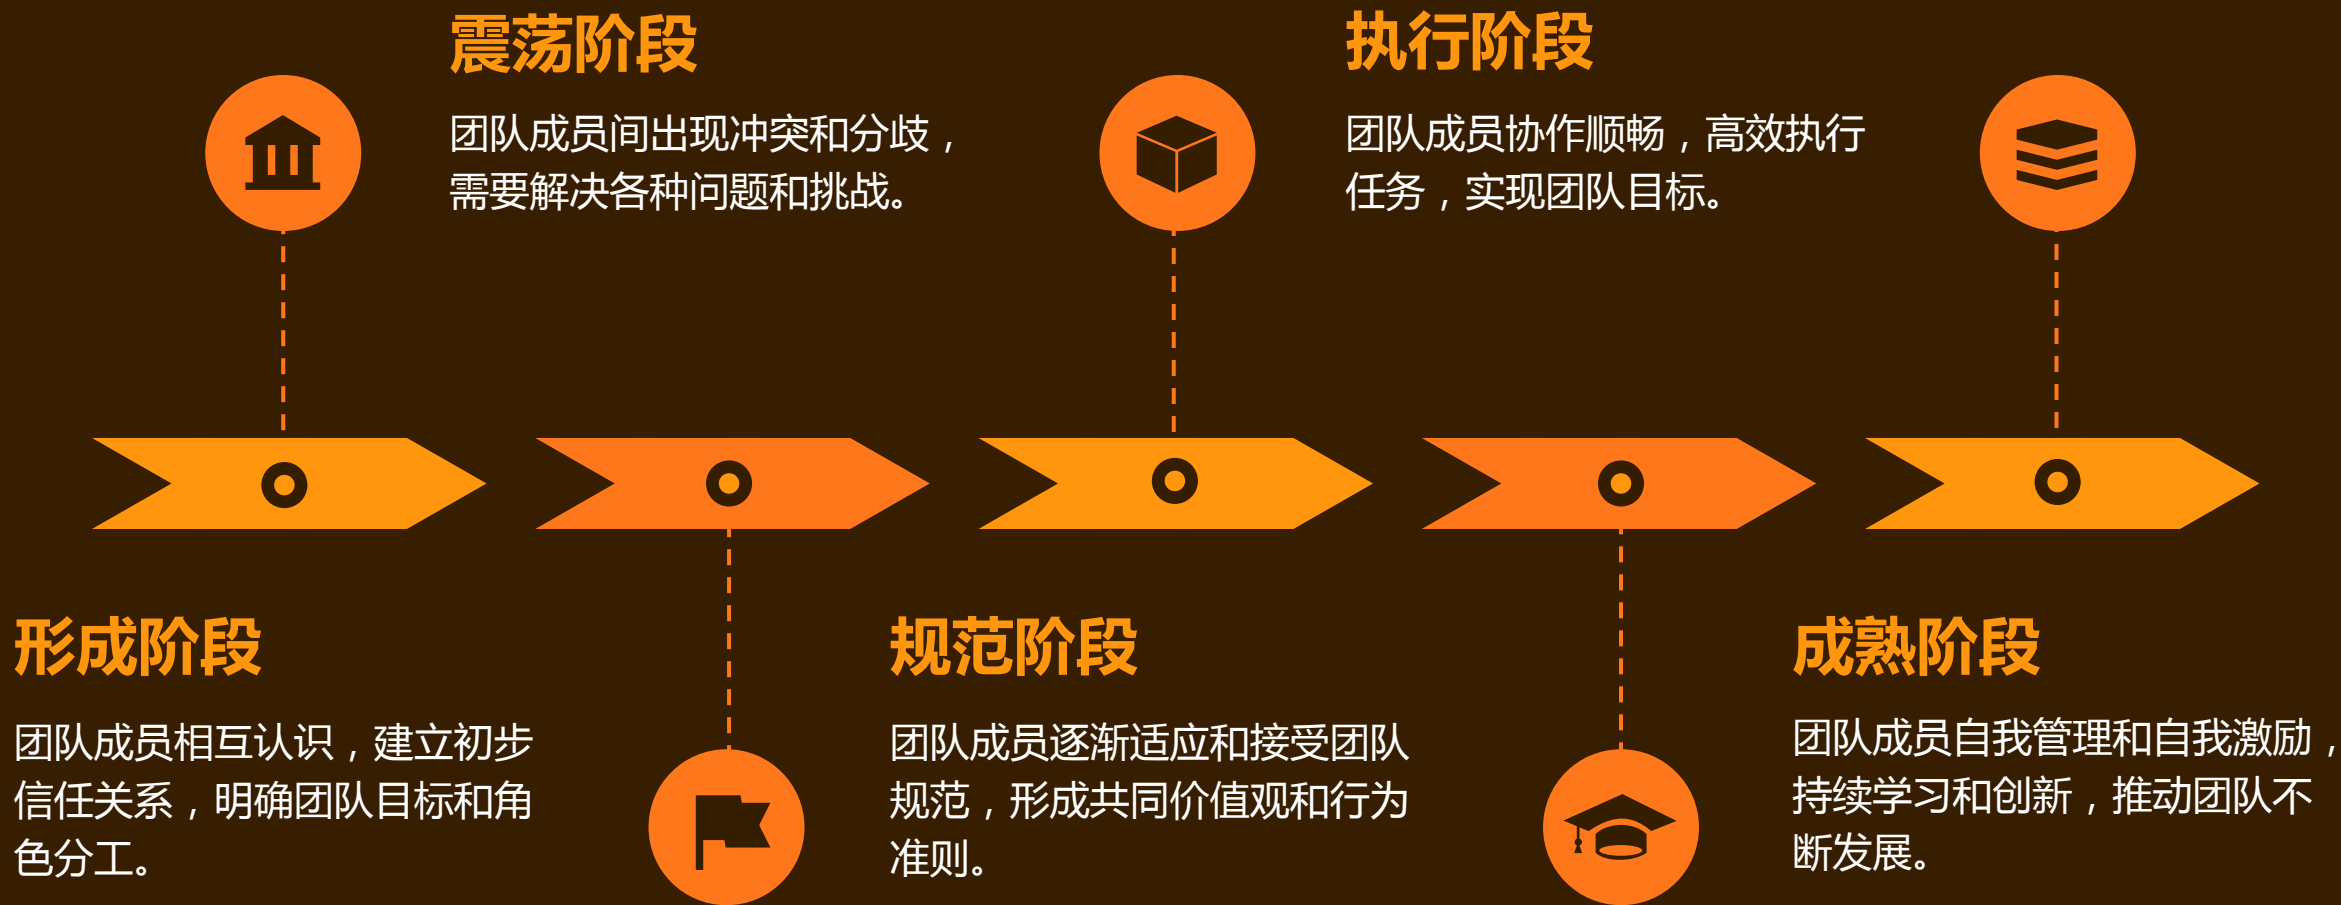 震荡阶段
团队成员间出现冲突和分歧，
需要解决各种问题和挑战。
执行阶段
团队成员协作顺畅，高效执行
任务，实现团队目标。
形成阶段
团队成员相互认识，建立初步
信任关系，明确团队目标和角
色分工。
规范阶段
团队成员逐渐适应和接受团队
规范，形成共同价值观和行为
准则。
成熟阶段
团队成员自我管理和自我激励，
持续学习和创新，推动团队不
断发展。